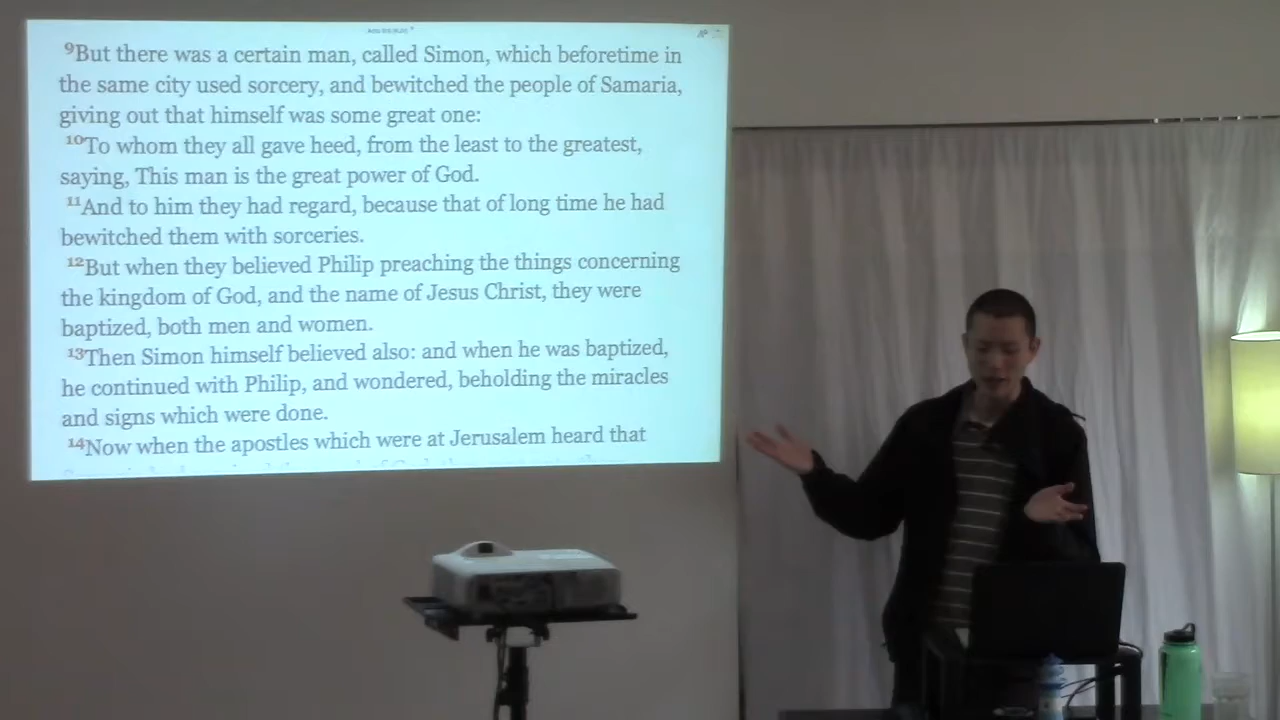 9But there was a certain man, called Simon, which beforetime in
the same city used sorcery, and bewitched the people of Samaria,
giving out that himself was some great one:
10To whom they all gave heed, from the least to the greatest,
saying, This man is the great power of God.
11And to him they had regard, because that of long time he had
bewitched them with sorceries.
12But when they believed Philip preaching the things concerning
the kingdom of God, and the name of Jesus Christ, they were
baptized, both men and women.
13Then Simon himself believed also: and when he was baptized,
he continued with Philip, and wondered, beholding the miracles
and signs which were done.
14Now when the apostles which were at Jerusalem heard that